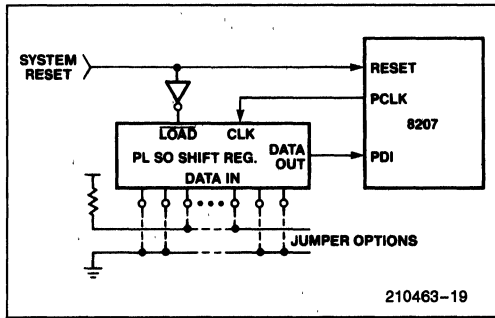 SYSTEM
RESET
RESET
PCLK
8207
PDI
LOAD CLK
DATA
OUT
PL SO SHIFT REG.
DATA IN
JUMPER OPTIONS
210463-19